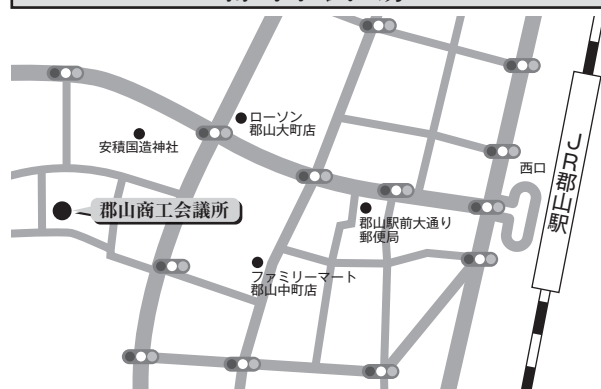 ローソン
郡山大町店
安積国造神社
西口
JR郡山駅
郡山商工会議所
郡山駅前大通り
郵便局
ファミリーマート
郡山中町店